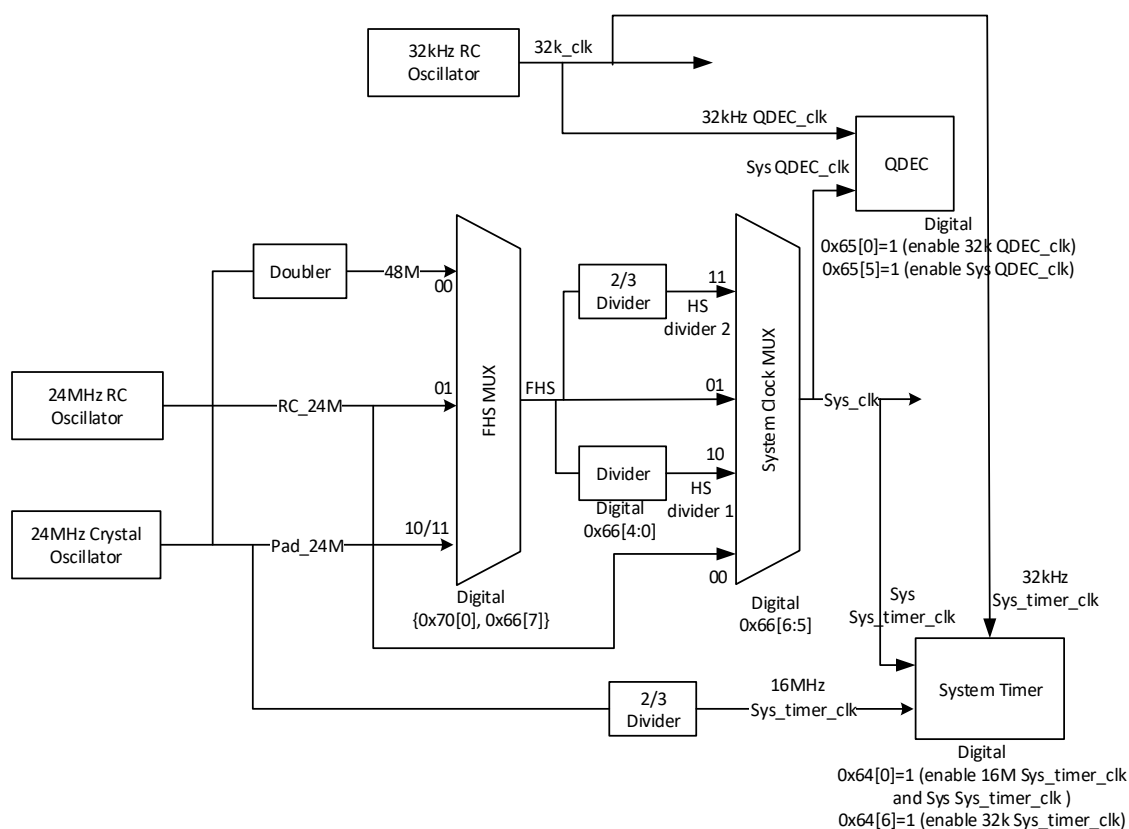 32kHz RC
Oscillator
32k_clk
32kHz QDEC_clk
QDEC
Sys QDEC_clk
Digital
0x65[0]=1 (enable 32k QDEC_clk)
0x65[5]=1 (enable Sys QDEC_clk)
Doubler
48M
00
2/3
Divider
11
HS
divider 2
24MHz RC
Oscillator
RC_24M
01
FHS MUX
FHS
01
System Clock MUX
Sys_clk
Divider
10
HS
divider 1
Digital
0x66[4:0]
24MHz Crystal
Oscillator
Pad_24M
10/11
00
Digital
{0x70[0], 0x66[7]}
Digital
0x66[6:5]
Sys
Sys_timer_clk
32kHz
Sys_timer_clk
2/3
Divider
16MHz
Sys_timer_clk
System Timer
Digital
0x64[0]=1 (enable 16M Sys_timer_clk
and Sys Sys_timer_clk )
0x64[6]=1 (enable 32k Sys_timer_clk)